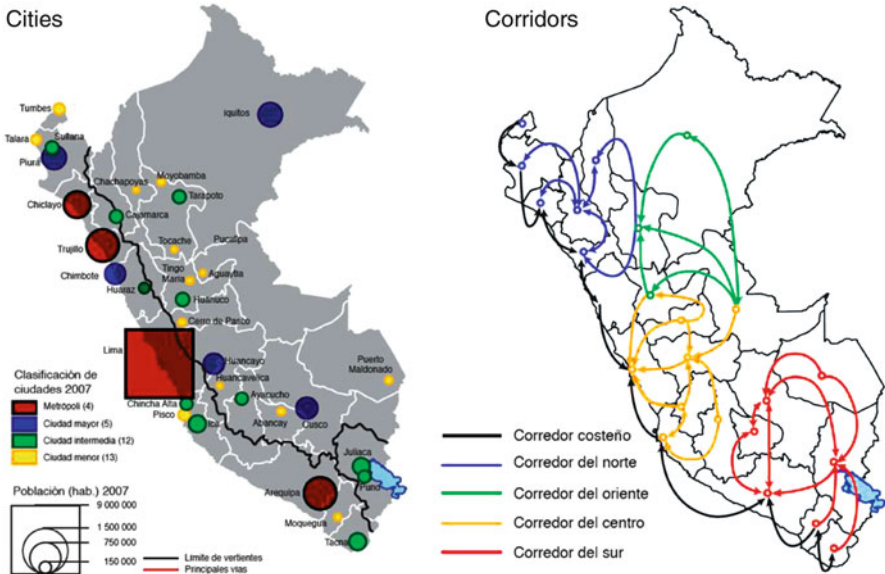 Cities
Tumbes
Talara
Sullana
Piura
Iquitos
Chachapoyas
Moyobamba
Tarapoto
Chiclayo
Cajamarca
Trujillo
Tocache
Pucallpa
Chimbote
Tingo
María
Aguaytía
Huaraz
Huánuco
Cerro de Pasco
Lima
Huancayo
Huancavelica
Puerto
Maldonado
Chincha Alta
Ayacucho
Pisco
Ica
Abancay
Cusco
Juliaca
Puno
Arequipa
Moquegua
Tacna
Clasificación de
ciudades 2007
Metrópoli (4)
Ciudad mayor (5)
Ciudad intermedia (12)
Ciudad menor (13)
Población (hab.) 2007
9 000 000
1 500 000
750 000
150 000
Limite de vertientes
Principales vías
Corridors
Corredor costeño
Corredor del norte
Corredor del oriente
Corredor del centro
Corredor del sur